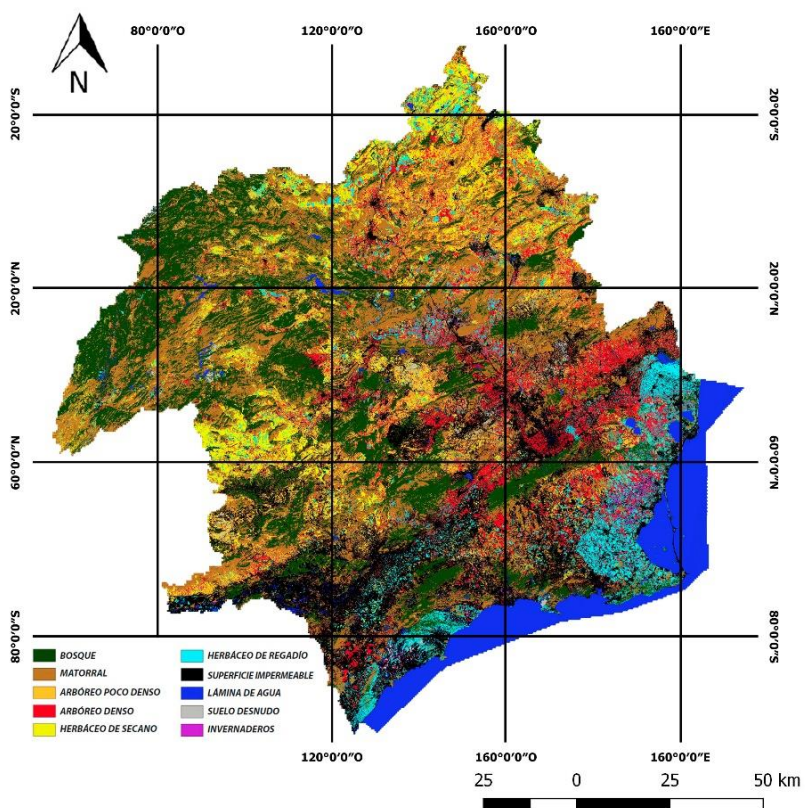 N
80°0'0"O 120°0'0"O 160°0'0"O 160°0'0"E
20°0'0"S 20°0'0"S
20°0'0"N 20°0'0"N
60°0'0"N 60°0'0"N
80°0'0"S 80°0'0"S
BOSQUE
MATORRAL
ARBÓREO POCO DENSO
ARBÓREO DENSO
HERBÁCEO DE SECANO
HERBÁCEO DE REGADÍO
SUPERFICIE IMPERMEABLE
LÁMINA DE AGUA
SUELO DESNUDO
INVERNADEROS
120°0'0"O 160°0'0"O 160°0'0"E
25 0 25 50 km